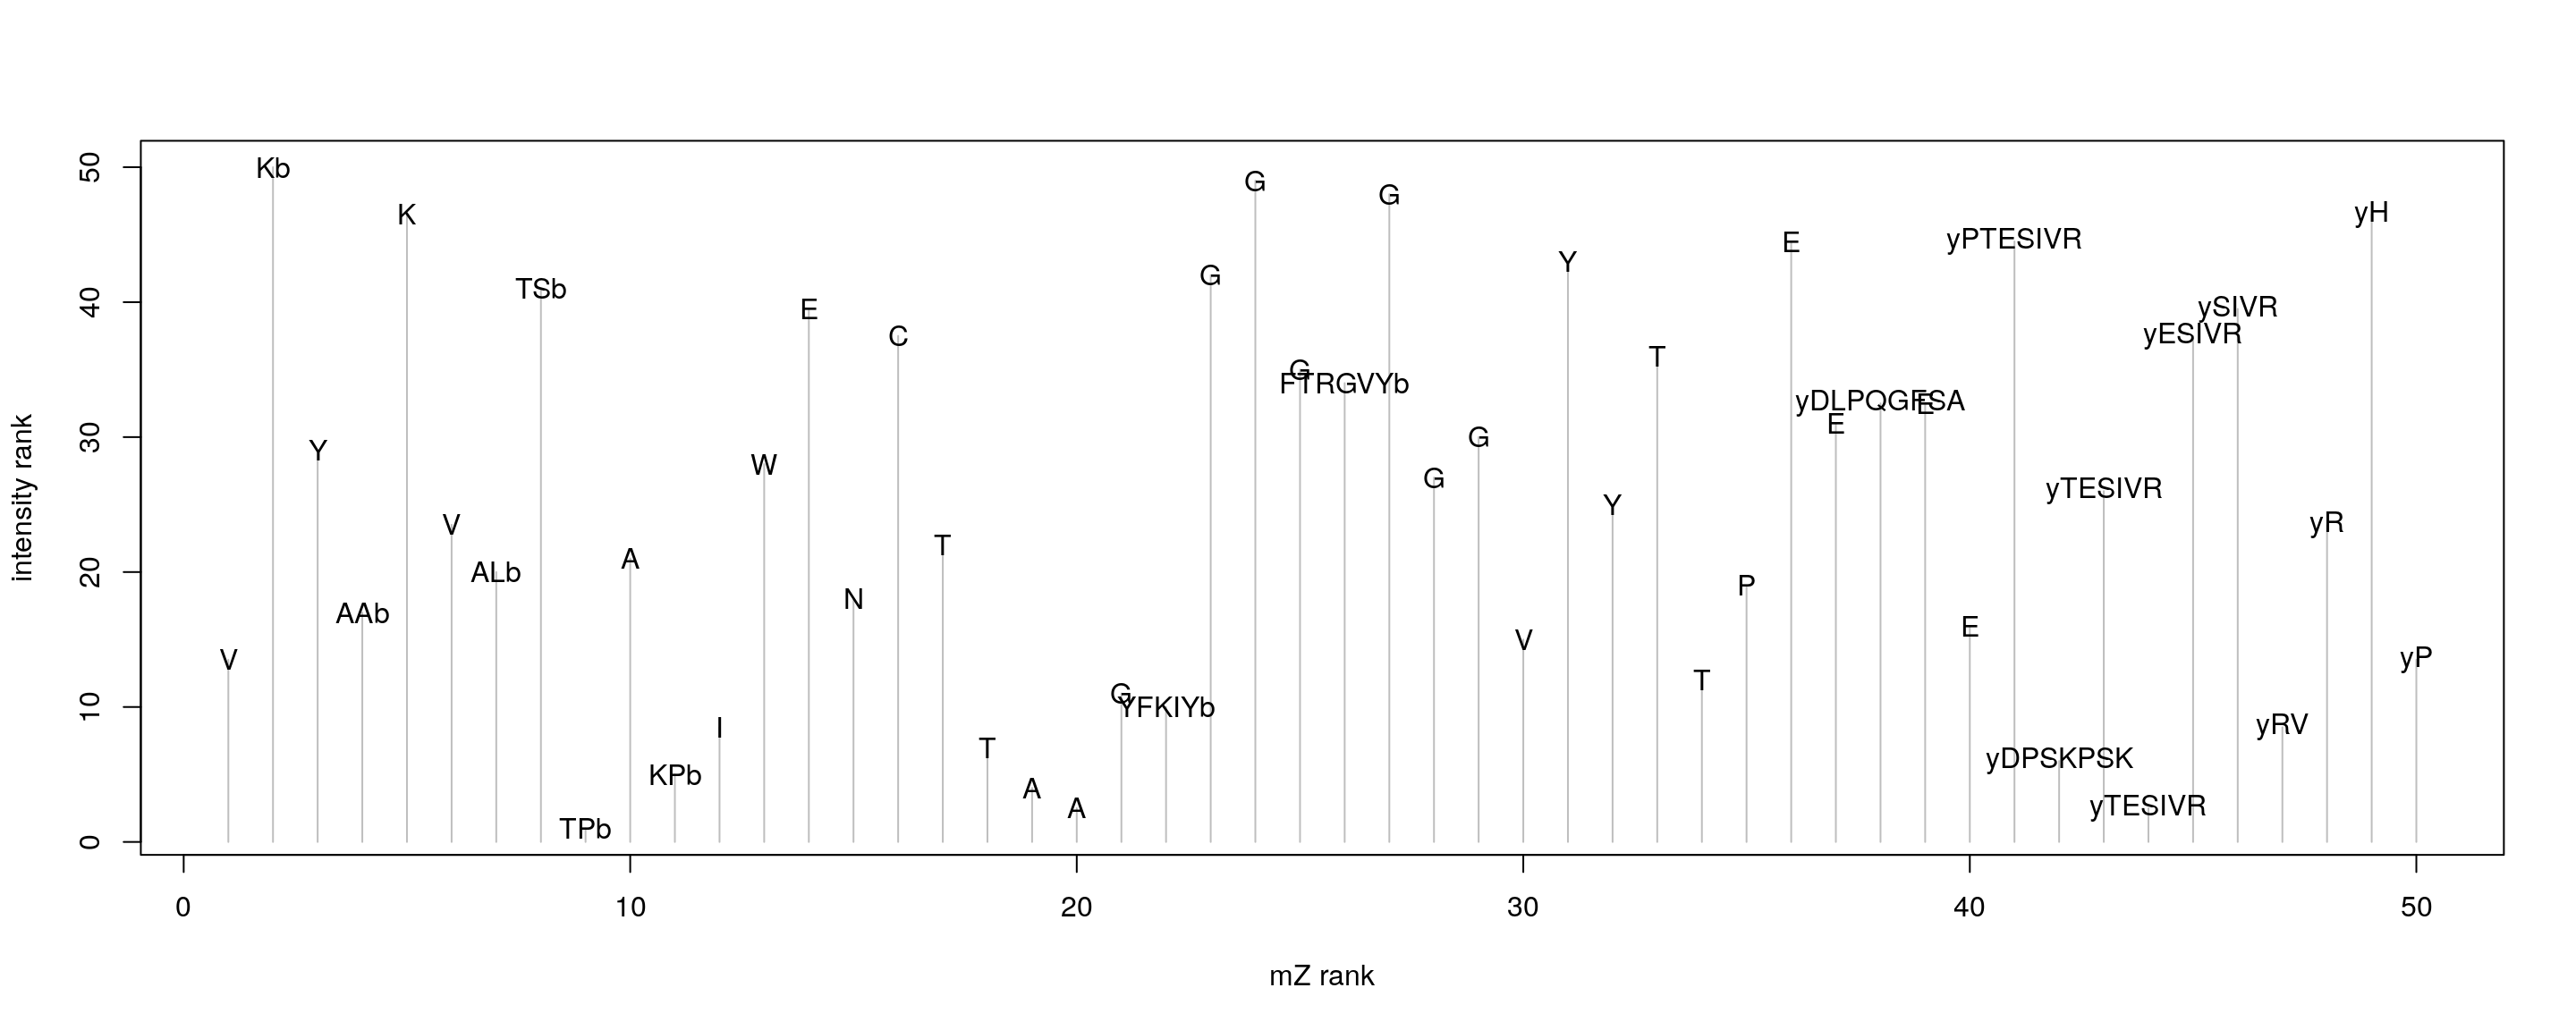 50
40
30
20
10
0
intensity rank
V
Kb
Y
AAb
K
V
ALb
TSb
TPb
A
KPb
I
W
E
N
C
T
T
A
A
G
YFKIYb
G
G
G
FTRGVYb
G
G
G
V
Y
Y
T
T
P
E
E
yDLPQGFSA
E
E
yPTESIVR
yDPSKPSK
yTESIVR
yTESIVR
yESIVR
ySIVR
yRV
yR
yH
yP
0 10 20 30 40 50
mZ rank